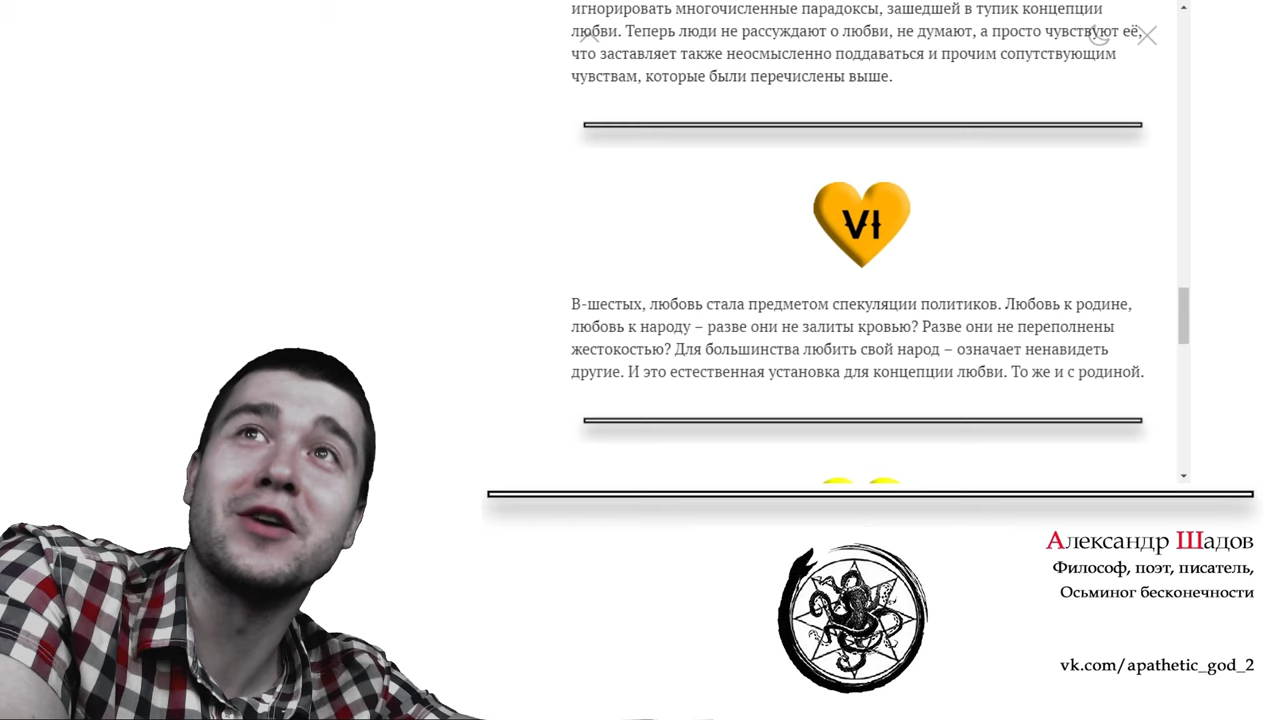 игнорировать многочисленные парадоксы, зашедшей в тупик концепции
любви. Теперь люди не рассуждают о любви, не думают, а просто чувствуют её,
что заставляет также неосмысленно поддаваться и прочим сопутствующим
чувствам, которые были перечислены выше.
VI
В-шестых, любовь стала предметом спекуляции политиков. Любовь к родине,
любовь к народу – разве они не залиты кровью? Разве они не переполнены
жестокостью? Для большинства любить свой народ – означает ненавидеть
другие. И это естественная установка для концепции любви. То же и с родиной.
Александр Шадов
Философ, поэт, писатель,
Осьминог бесконечности
vk.com/apathetic_god_2